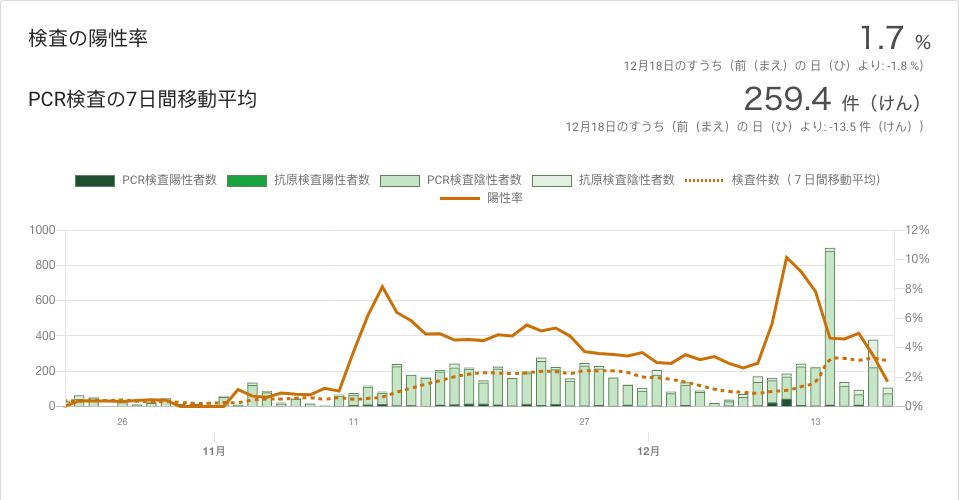 検査の陽性率
1.7 %
12月18日のすうち（前（まえ）の 日（ひ）より: -1.8 %）
PCR検査の7日間移動平均
259.4 件（けん）
12月18日のすうち（前（まえ）の 日（ひ）より: -13.5 件（けん））
PCR検査陽性者数 抗原検査陽性者数 PCR検査陰性者数 抗原検査陰性者数 検査件数（７日間移動平均）
陽性率
1000 12%
10%
800
8%
600
6%
400
4%
200
2%
0 0%
26 11 27 13
11月 12月